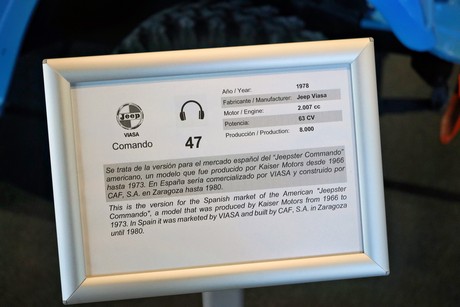 Jeep
VIASA
Comando
47
Año / Year: 1978
Fabricante / Manufacturer: Jeep Viasa
Motor / Engine: 2.007 cc
Potencia: 63 CV
Producción / Production: 8.000
Se trata de la versión para el mercado español del "Jeepster Commando"
americano, un modelo que fue producido por Kaiser Motors desde 1966
hasta 1973. En España sería comercializado por VIASA y construido por
CAF, S.A. en Zaragoza hasta 1980.
This is the version for the Spanish market of the American "Jeepster
Commando", a model that was produced by Kaiser Motors from 1966 to
1973. In Spain it was marketed by VIASA and built by CAF, S.A. in Zaragoza
until 1980.